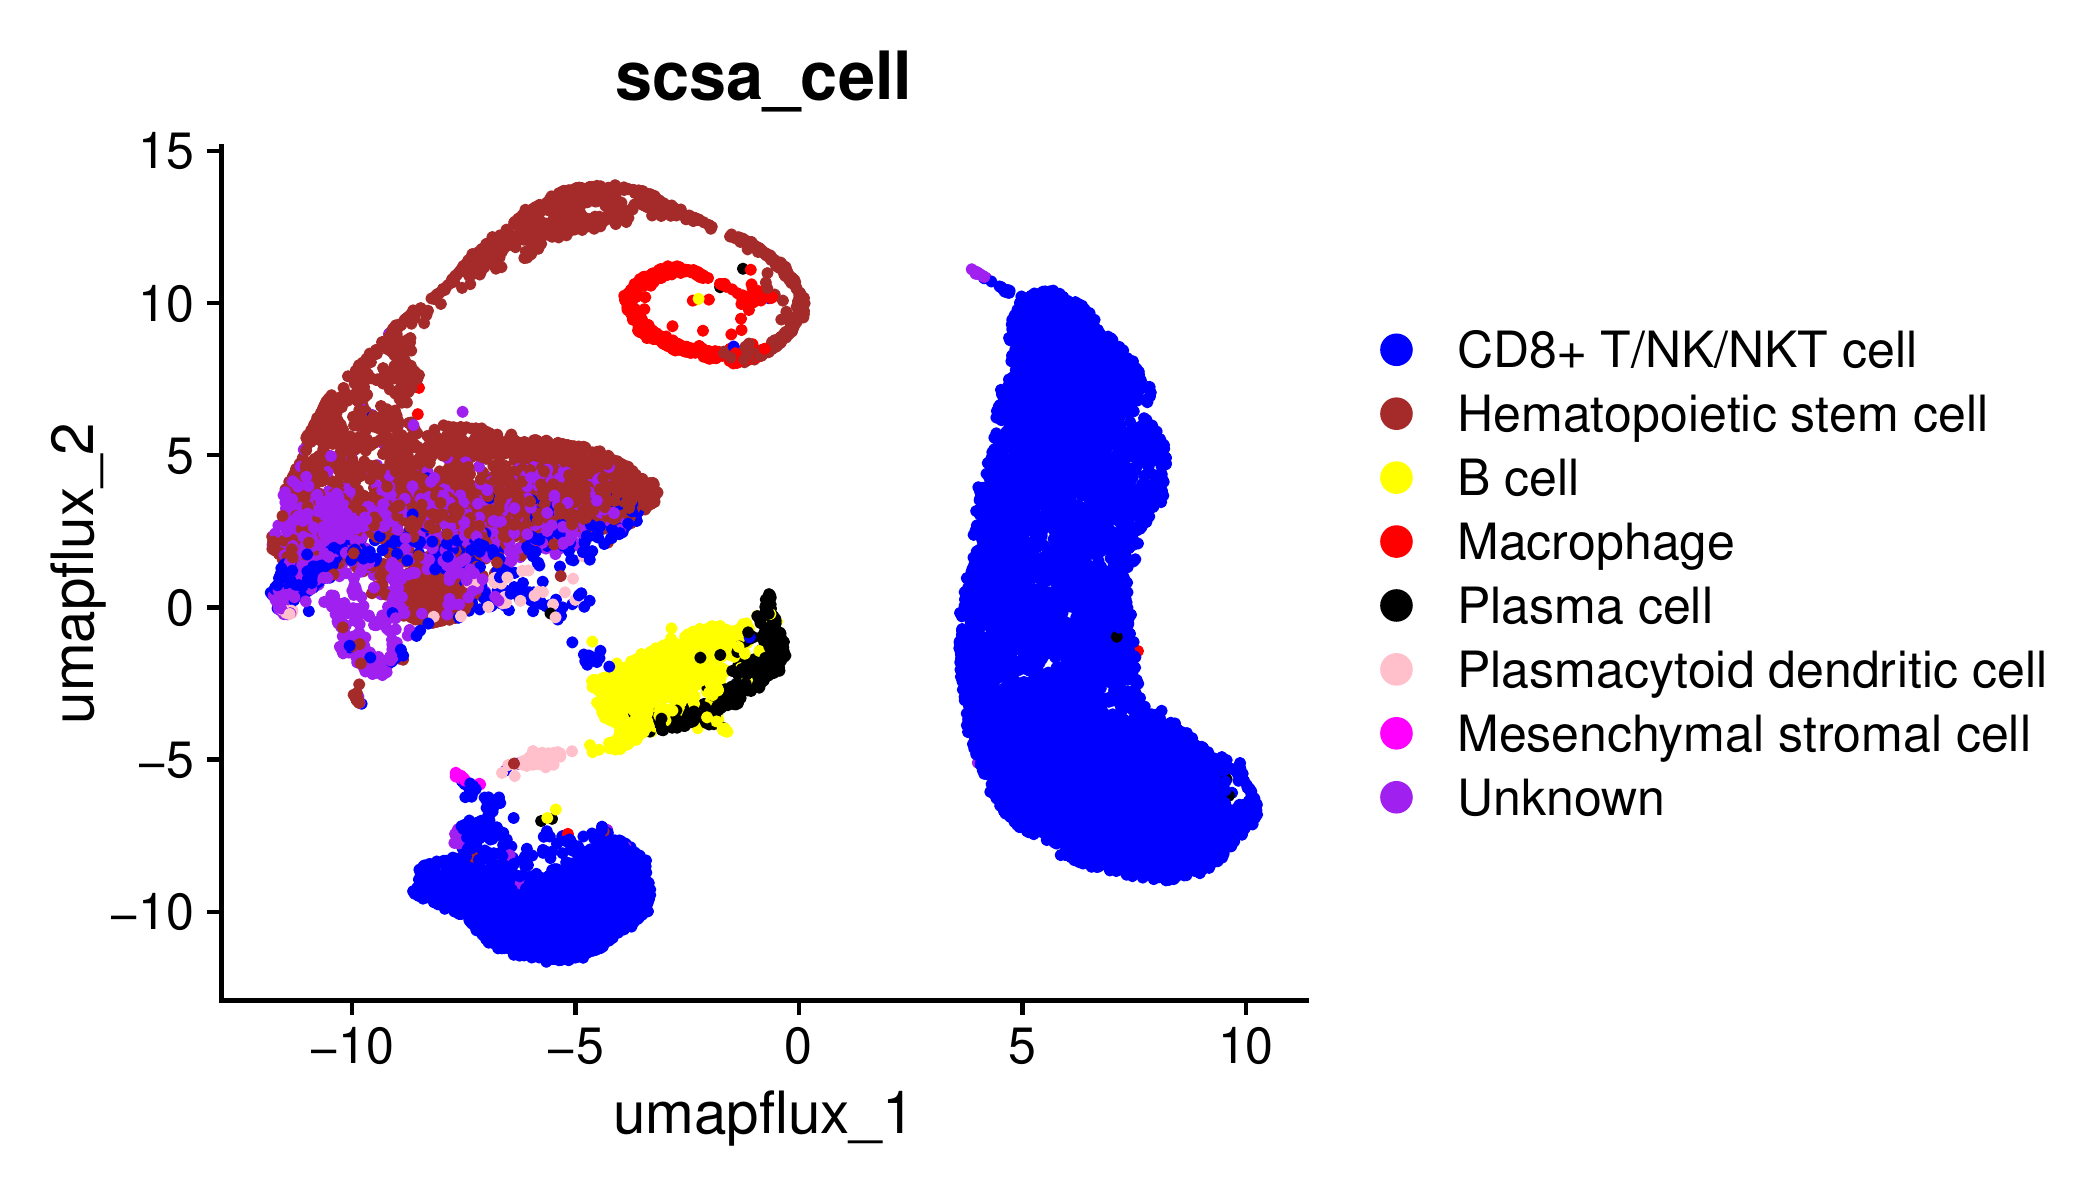 scsa_cell
15
10
5
0
−5
−10
umapflux_2
−10
−5
0
5
10
umapflux_1
CD8+ T/NK/NKT cell
Hematopoietic stem cell
B cell
Macrophage
Plasma cell
Plasmacytoid dendritic cell
Mesenchymal stromal cell
Unknown